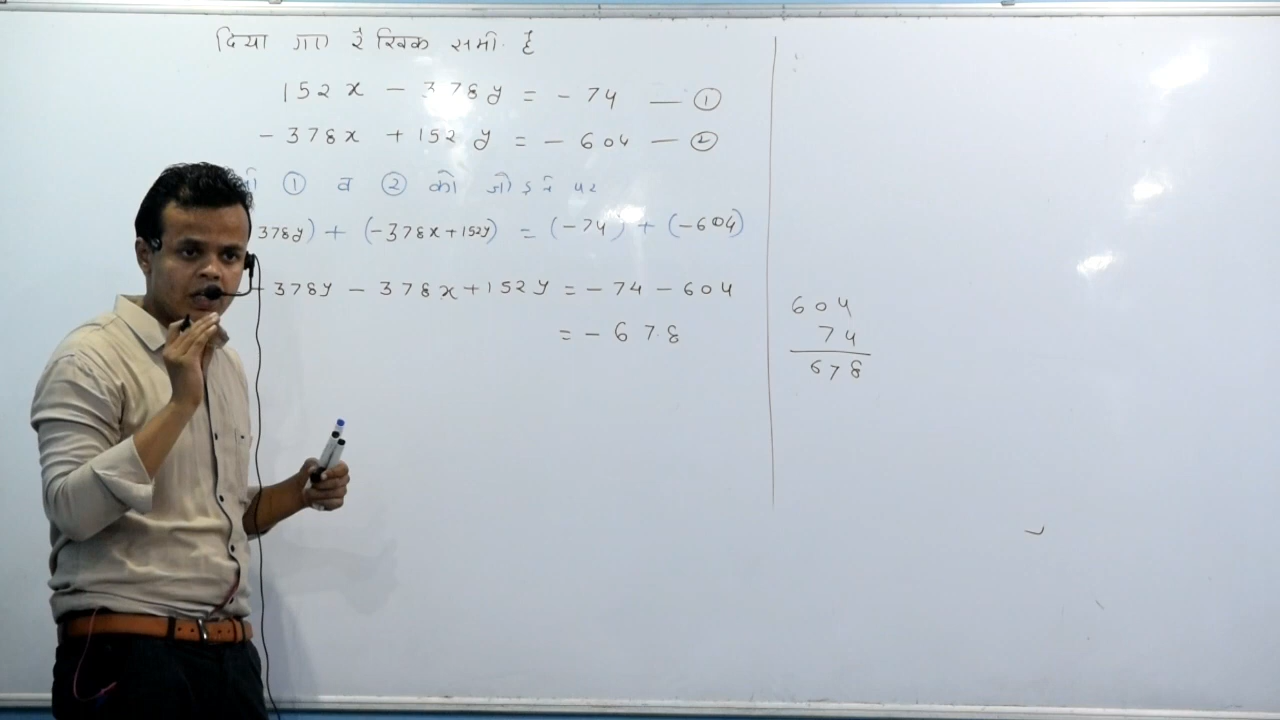 दिया गया रैखिक समी. हैं
152x - 378y = - 74 — ①
- 378x + 152y = - 604 — ②
① व ② को जोड़ने पर
378y) + (-378x+152y) = (-74) + (-604)
- 378y - 378x + 152y = - 74 - 604
= - 678
604
74
678